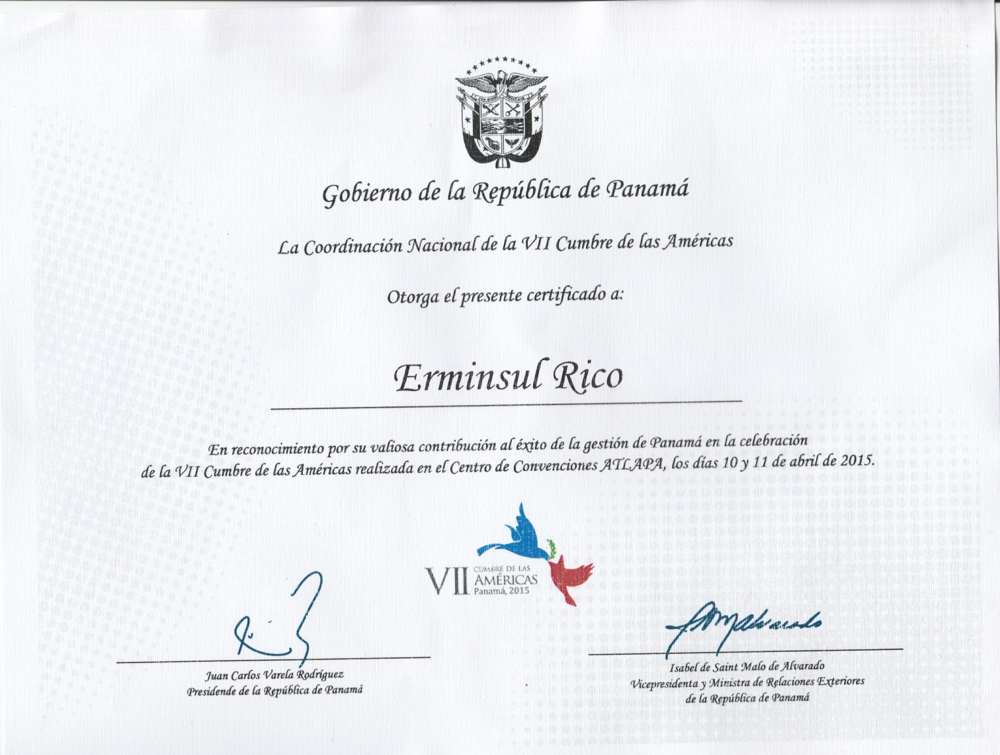 Gobierno de la República de Panamá
La Coordinación Nacional de la VII Cumbre de las Américas
Otorga el presente certificado a:
Erminsul Rico
En reconocimiento por su valiosa contribución al éxito de la gestión de Panamá en la celebración
de la VII Cumbre de las Américas realizada en el Centro de Convenciones ATLAPA, los días 10 y 11 de abril de 2015.
VII CUMBRE DE LAS
AMÉRICAS
Panamá, 2015
Juan Carlos Varela Rodríguez
Presidende de la República de Panamá
Isabel de Saint Malo de Alvarado
Vicepresidenta y Ministra de Relaciones Exteriores
de la República de Panamá